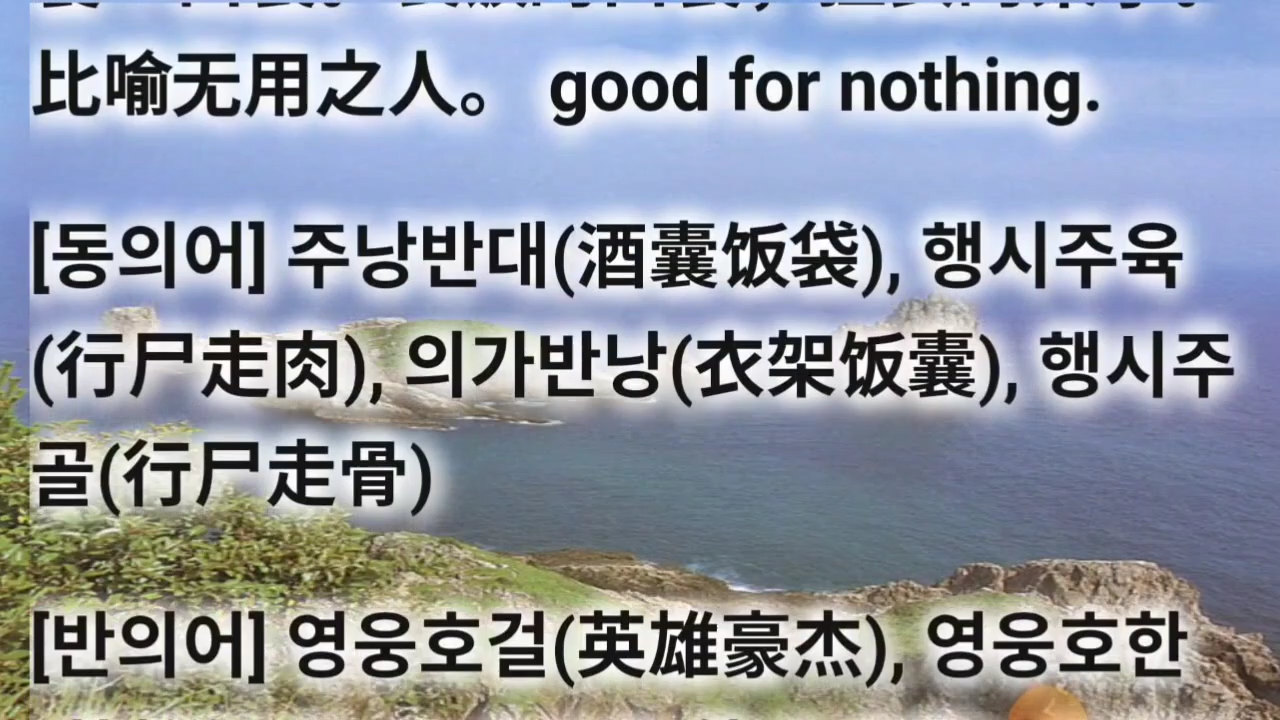 比喻无用之人。 good for nothing.
[동의어] 주낭반대(酒囊饭袋), 행시주육
(行尸走肉), 의가반낭(衣架饭囊), 행시주
골(行尸走骨)
[반의어] 영웅호걸(英雄豪杰), 영웅호한